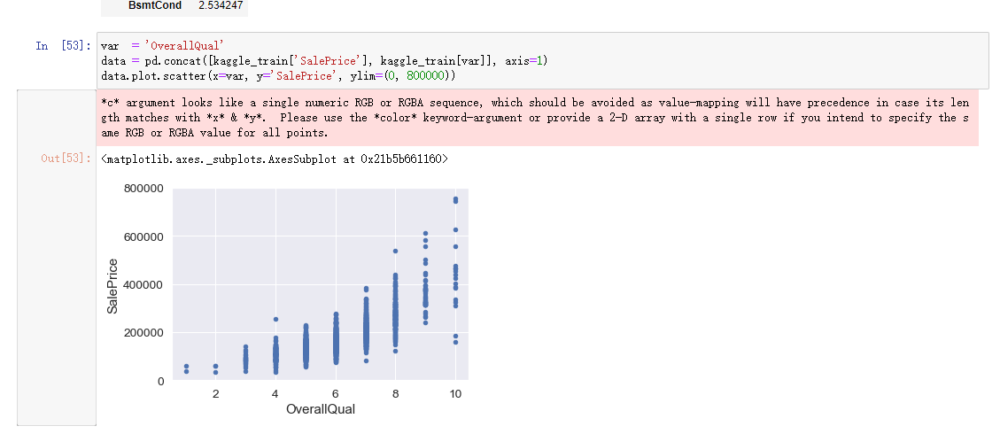 BsmtCond 2.534247
In [53]: var = 'OverallQual'
data = pd.concat([kaggle_train['SalePrice'], kaggle_train[var]], axis=1)
data.plot.scatter(x=var, y='SalePrice', ylim=(0, 800000))
*c* argument looks like a single numeric RGB or RGBA sequence, which should be avoided as value-mapping will have precedence in case its len
gth matches with *x* & *y*.  Please use the *color* keyword-argument or provide a 2-D array with a single row if you intend to specify the s
ame RGB or RGBA value for all points.
Out[53]: <matplotlib.axes._subplots.AxesSubplot at 0x21b5b661160>
800000
600000
400000
200000
0
SalePrice
2 4 6 8 10
OverallQual